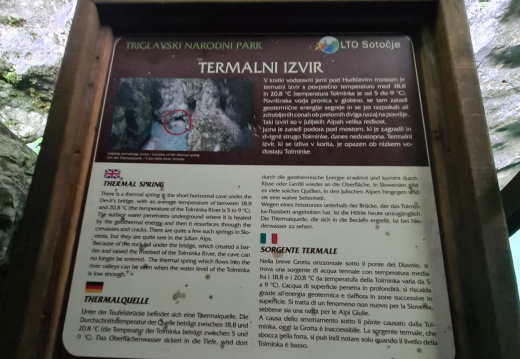 TRIGLAVSKI NARODNI PARK
LTO Sotočje
TERMALNI IZVIR
V kratki vodoravni jami pod Hudičevim mostom je
termalni izvir s povprečno temperaturo med 18.8
in 20.8 °C (temperatura Tolminke je od 5 do 9 °C).
Površinska voda pronica v globino, se tam zaradi
geotermične energije segreje in se po razpokah ali
zdrobljenih conah ob prelomih dviga nazaj na površje.
Taki izviri so v Julijskih Alpah velika redkost.
Jama je zaradi podora pod mostom, ki je zagradil in
dvignil strugo Tolminke, danes nedostopna. Termalni
izvir, ki se izliva v korita, je opazen ob nizkem vo-
dostaju Tolminke.
THERMAL SPRING
There is a thermal spring in the short horizontal cave under the
Devil's bridge, with an average temperature of between 18.8
and 20.8 °C (the temperature of the Tolminka River is 5 to 9 °C).
The surface water penetrates underground where it is heated
by the geothermal energy and then it resurfaces through the
crevasses and cracks. There are quite a few such springs in Slo-
venia, but they are quite rare in the Julian Alps.
Because of the rockfall under the bridge, which created a bar-
rier and raised the riverbed of the Tolminka River, the cave can
no longer be entered. The thermal spring which flows into the
river valleys can be seen when the water level of the Tolminka
is low enough.
THERMALQUELLE
Unter der Teufelsbrücke befindet sich eine Thermalquelle. Die
Durchschnittstemperatur der Quelle beträgt zwischen 18,8 und
20,8 °C (die Temperatur der Tolminka beträgt zwischen 5 und
9 °C). Das Oberflächenwasser sickert in die Tiefe, wird dort
durch die geothermische Energie erwärmt und kommt durch
Risse oder Geröll wieder an die Oberfläche. In Slowenien gibt
es viele solcher Quellen, in den Julischen Alpen hingegen sind
sie eine wahre Seltenheit.
Wegen eines Felssturzes unterhalb der Brücke, der das Tolmin-
ka-Flussbett angehoben hat, ist die Höhle heute unzugänglich.
Die Thermalquelle, die sich in die Becken ergießt, ist bei Nie-
derwasser zu sehen.
SORGENTE TERMALE
Nella breve Grotta orizzontale sotto il ponte del Diavolo, si
trova una sorgente di acqua termale con temperatura media
fra i 18.8 e i 20,8 °C (la temperatura della Tolminka varia da 5
a 9 °C). L'acqua di superficie penetra in profondità, si riscalda
grazie all'energia geotermica e riaffiora in zone successive in
superficie. Si tratta di un fenomeno non nuovo per la Slovenia,
sebbene sia una rarità per le Alpi Giulie.
A causa dello smottamento sotto il ponte causato dalla Tol-
minka, oggi la Grotta è inaccessibile. La sorgente termale, che
sbocca nella forra, si può indi notare solo quando il livello della
Tolminka è basso.